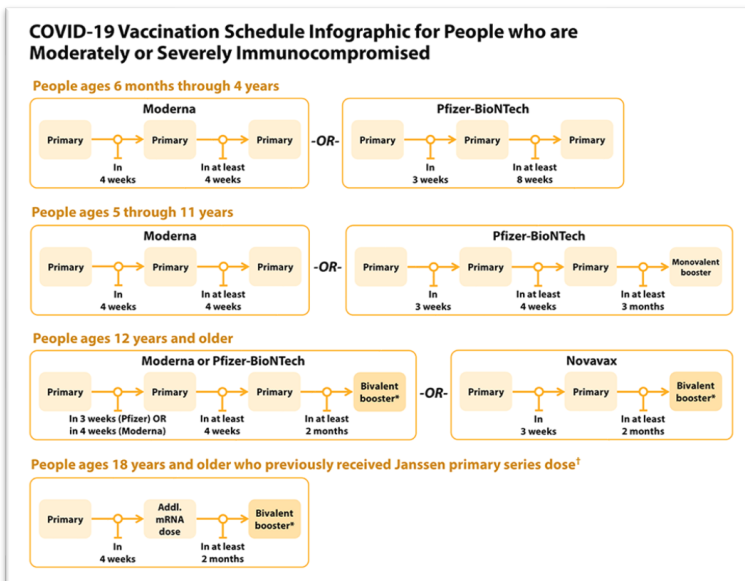 COVID-19 Vaccination Schedule Infographic for People who are
Moderately or Severely Immunocompromised
People ages 6 months through 4 years
Moderna
Primary
In
4 weeks
Primary
In at least
4 weeks
Primary
-OR-
Pfizer-BioNTech
Primary
In
3 weeks
Primary
In at least
8 weeks
Primary
People ages 5 through 11 years
Moderna
Primary
In
4 weeks
Primary
In at least
4 weeks
Primary
-OR-
Pfizer-BioNTech
Primary
In
3 weeks
Primary
In at least
4 weeks
Primary
In at least
3 months
Monovalent
booster
People ages 12 years and older
Moderna or Pfizer-BioNTech
Primary
In 3 weeks (Pfizer) OR
in 4 weeks (Moderna)
Primary
In at least
4 weeks
Primary
In at least
2 months
Bivalent
booster*
-OR-
Novavax
Primary
In
3 weeks
Primary
In at least
2 months
Bivalent
booster*
People ages 18 years and older who previously received Janssen primary series dose†
Primary
In
4 weeks
Addl.
mRNA
dose
In at least
2 months
Bivalent
booster*